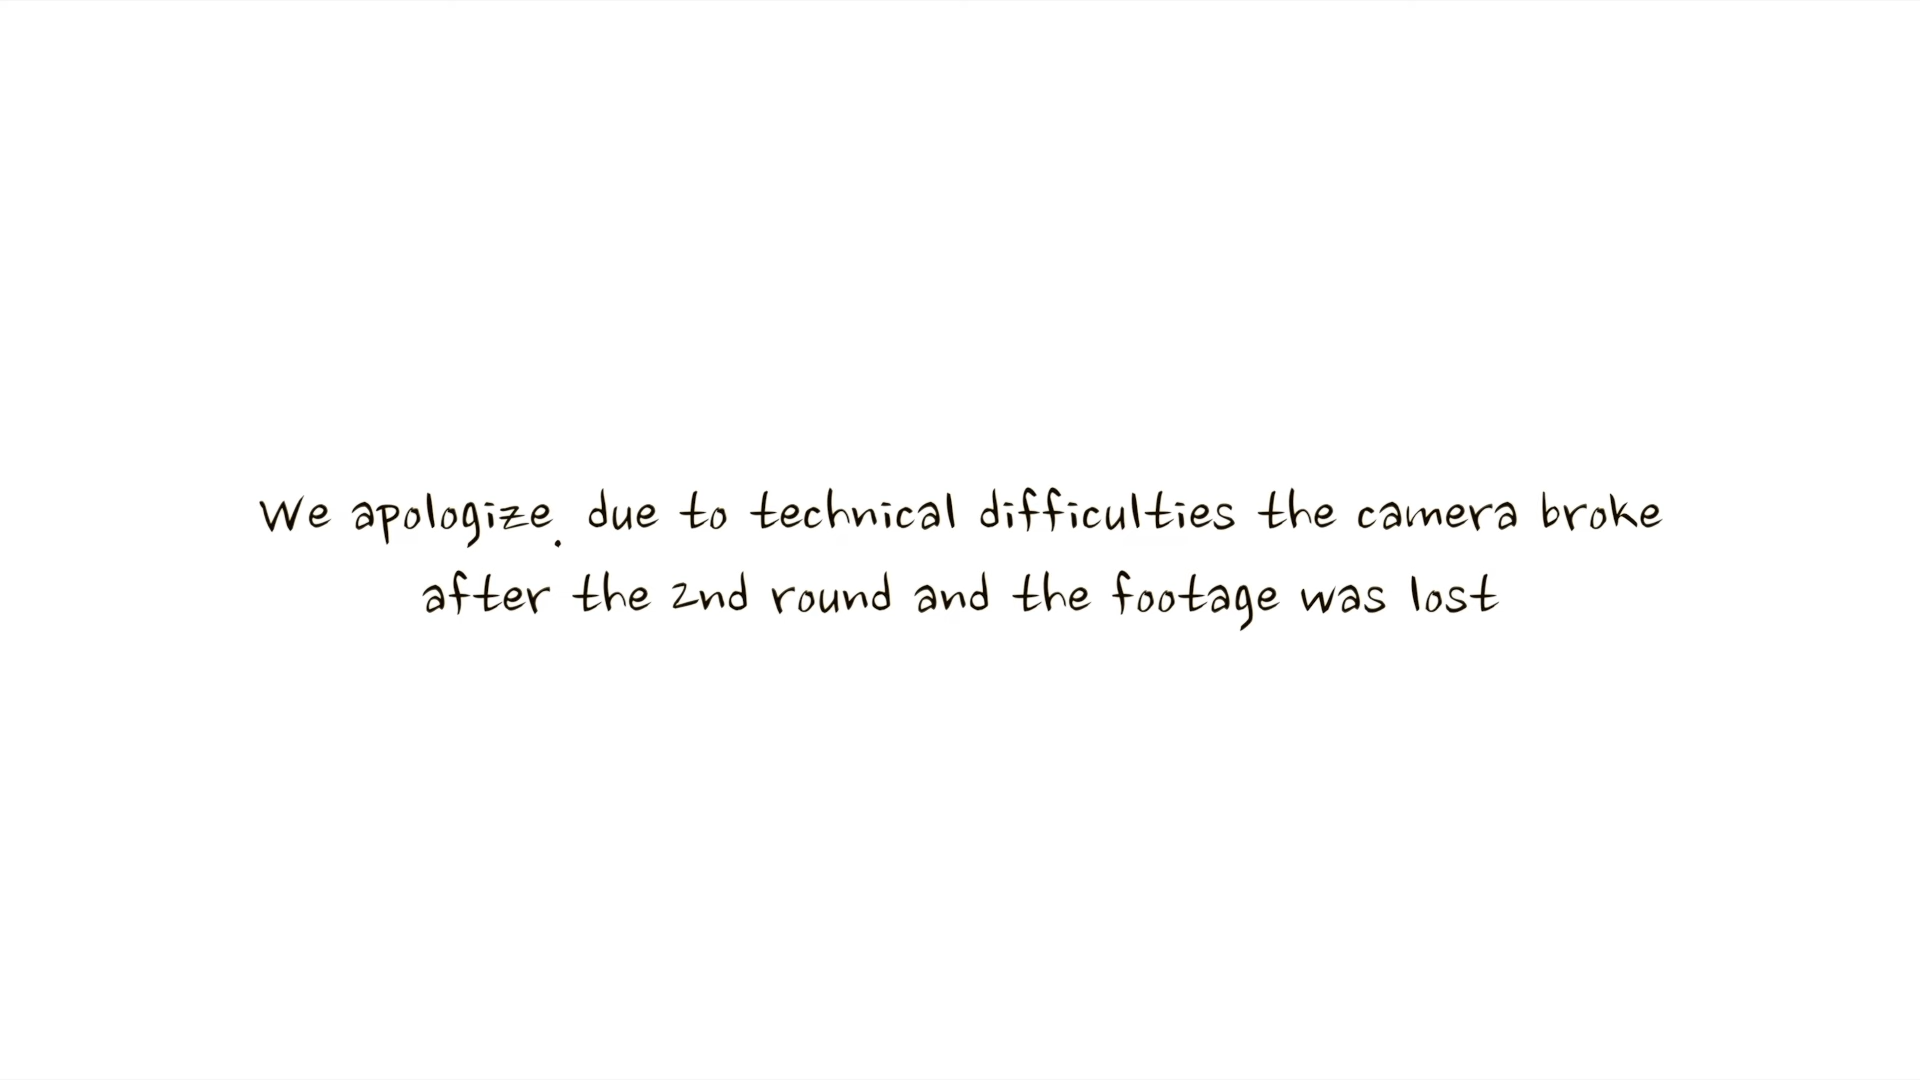 We apologize. due to technical difficulties the camera broke
after the 2nd round and the footage was lost